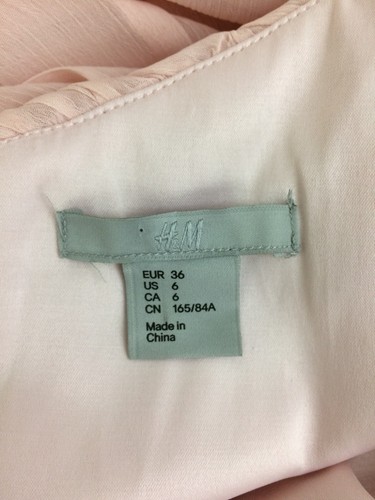 H&M
EUR 36
US 6
CA 6
CN 165/84A
Made in
China